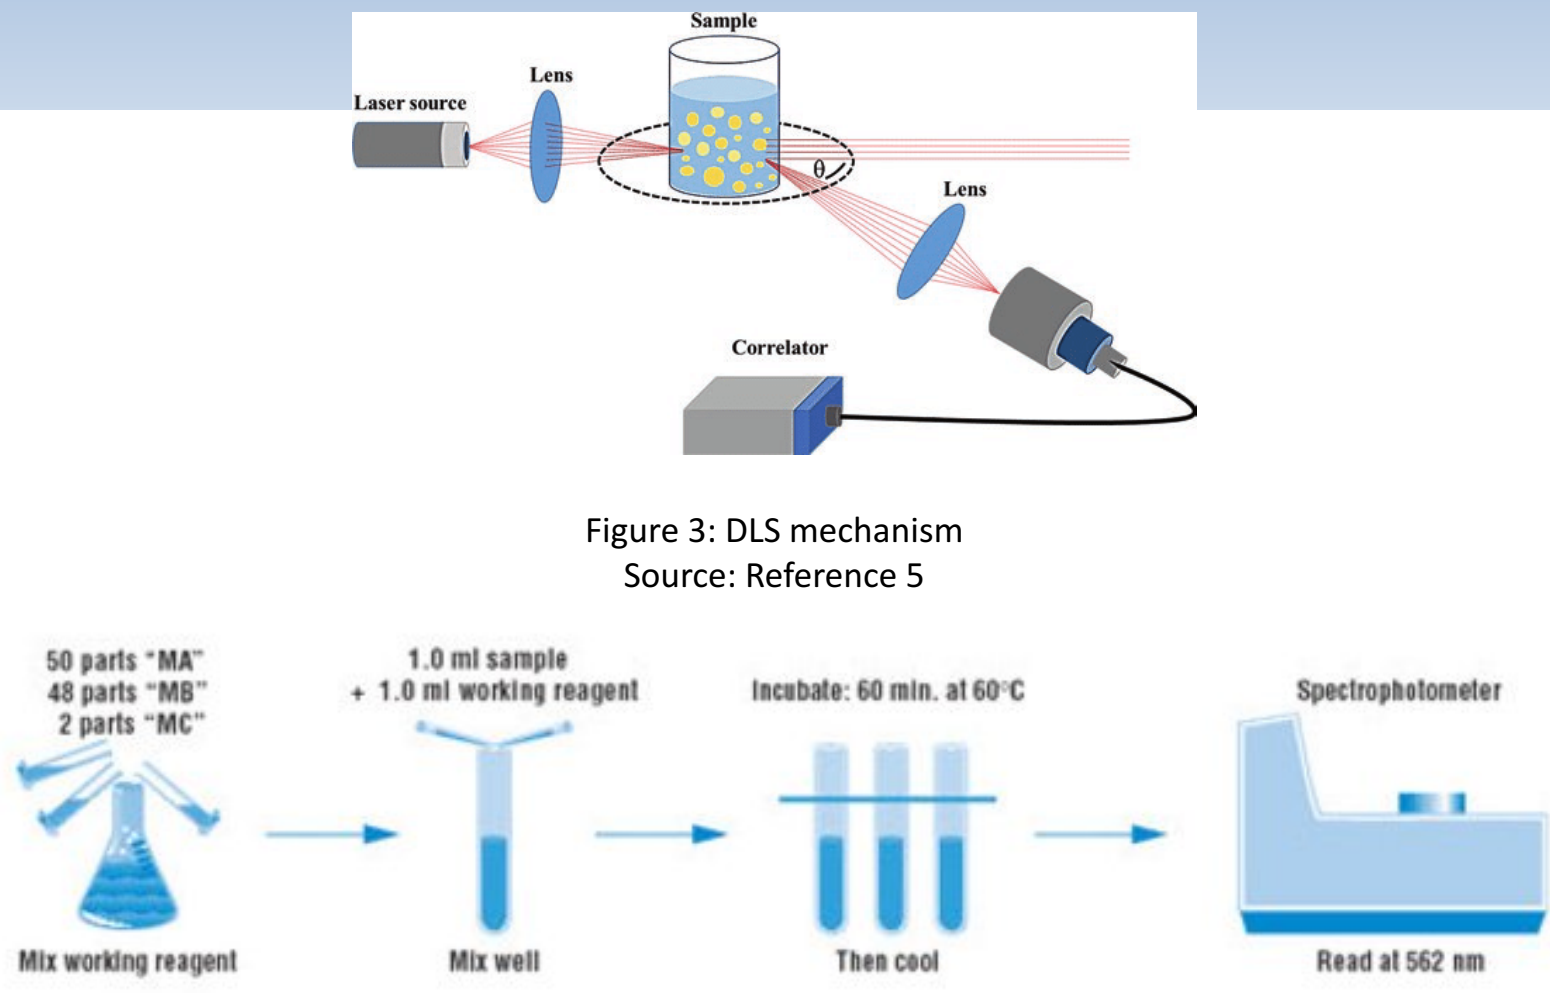 Sample
Lens
Laser source
θ
Lens
Correlator
Figure 3: DLS mechanism
Source: Reference 5
50 parts “MA”
48 parts “MB”
2 parts “MC”
Mix working reagent
1.0 ml sample
+ 1.0 ml working reagent
Mix well
Incubate: 60 min. at 60°C
Then cool
Spectrophotometer
Read at 562 nm